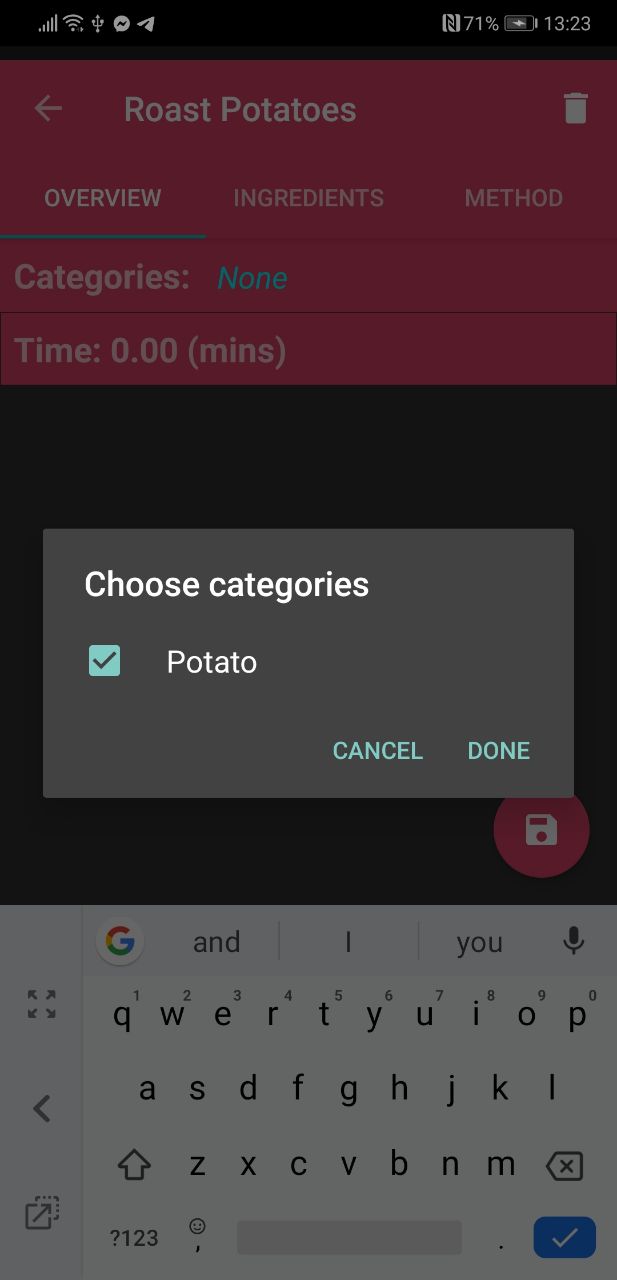 71% 13:23
Roast Potatoes
OVERVIEW INGREDIENTS METHOD
Categories: None
Time: 0.00 (mins)
Choose categories
Potato
CANCEL DONE
and I you
1 2 3 4 5 6 7 8 9 0
q w e r t y u i o p
a s d f g h j k l
z x c v b n m
?123 , .